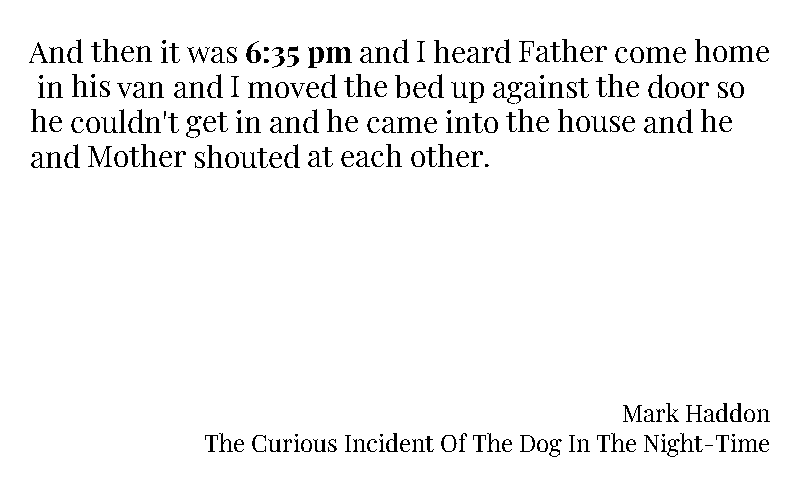 And then it was 6:35 pm and I heard Father come home
in his van and I moved the bed up against the door so
he couldn't get in and he came into the house and he
and Mother shouted at each other.
Mark Haddon
The Curious Incident Of The Dog In The Night-Time